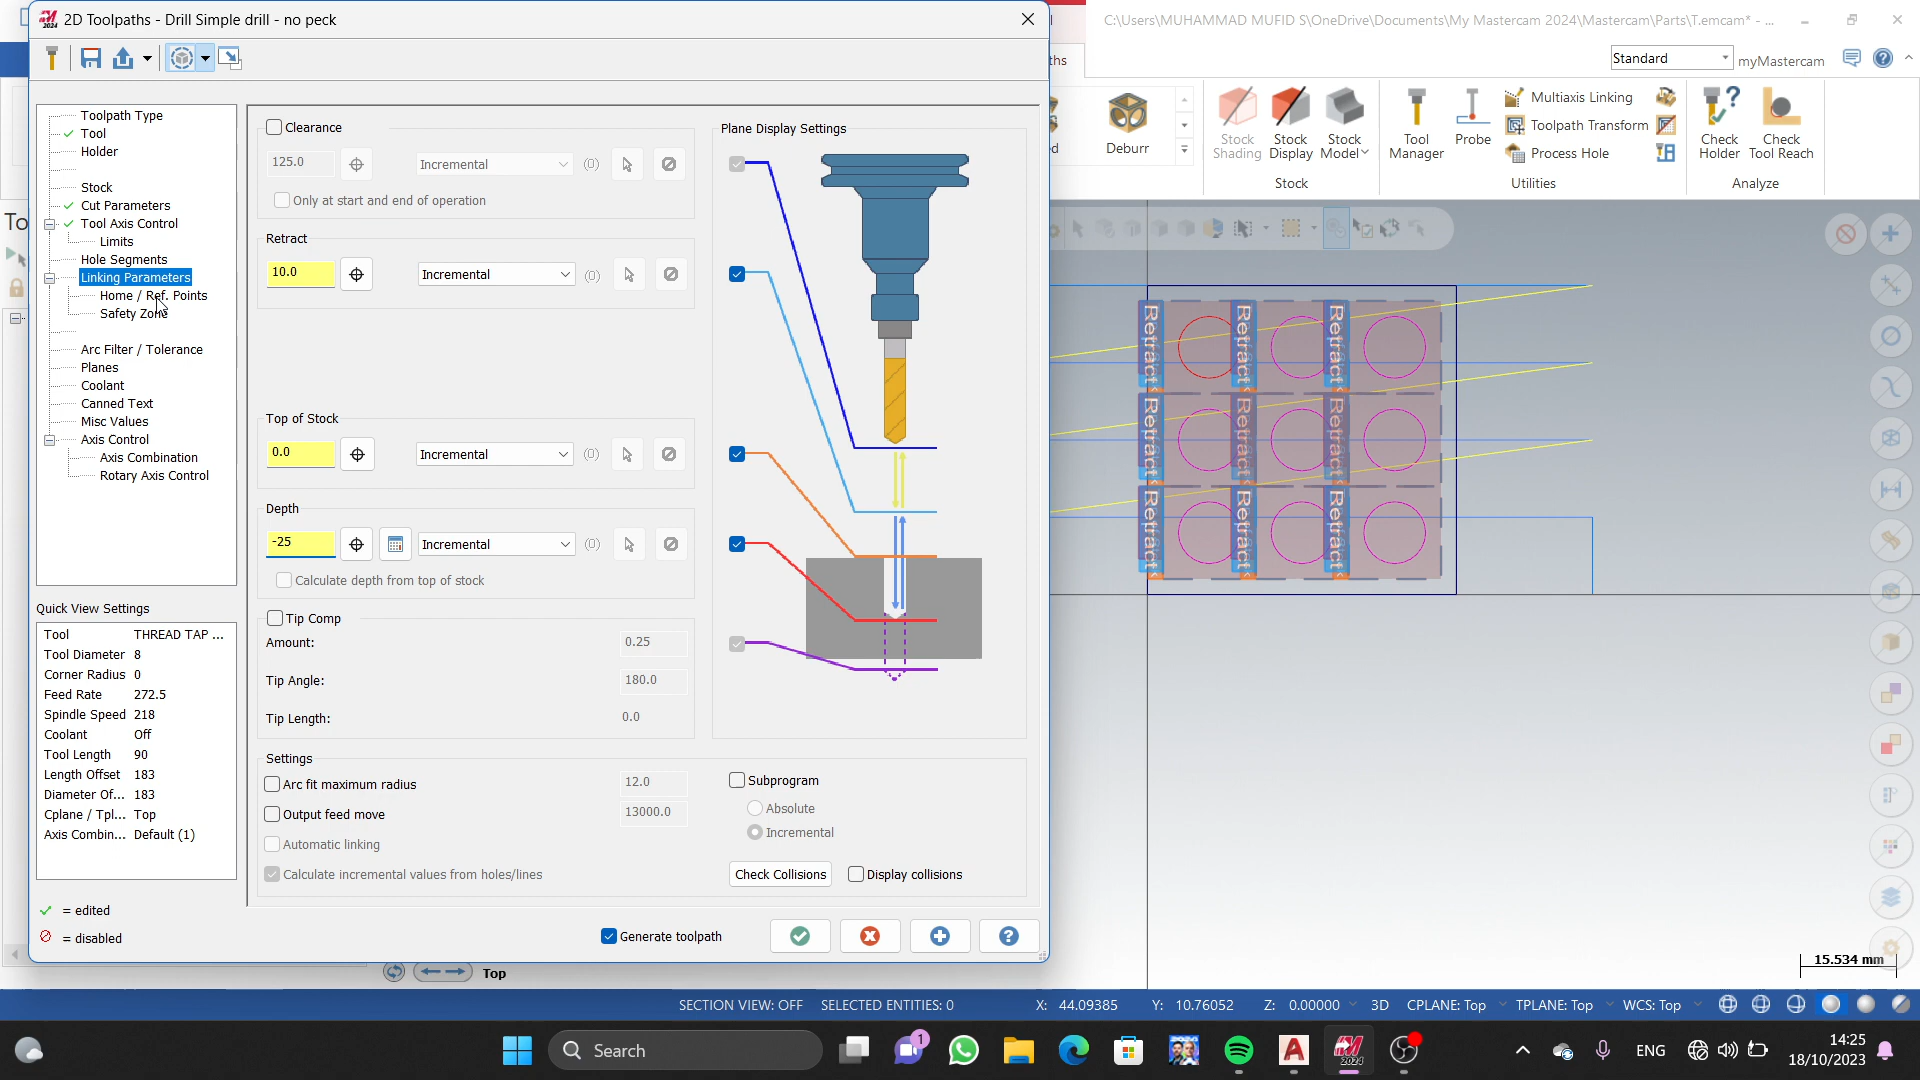 2D Toolpaths - Drill Simple drill - no peck
C:\Users\MUHAMMAD MUFID S\OneDrive\Documents\My Mastercam 2024\Mastercam\Parts\T.emcam* - ...
Standard
myMastercam
ths
Multiaxis Linking
Toolpath Transform
Process Hole
Deburr
Stock Shading
Stock Display
Stock Model
Tool Manager
Probe
Check Holder
Check Tool Reach
Stock
Utilities
Analyze
Toolpath Type
Tool
Holder
Stock
Cut Parameters
Tool Axis Control
Limits
Hole Segments
Linking Parameters
Home / Ref. Points
Safety Zone
Arc Filter / Tolerance
Planes
Coolant
Canned Text
Misc Values
Axis Control
Axis Combination
Rotary Axis Control
To
Clearance
125.0
Incremental
(0)
Only at start and end of operation
Retract
10.0
Incremental
(0)
Top of Stock
0.0
Incremental
(0)
Depth
-25
Incremental
(0)
Calculate depth from top of stock
Tip Comp
Amount:
0.25
Tip Angle:
180.0
Tip Length:
0.0
Plane Display Settings
Settings
Arc fit maximum radius
12.0
Output feed move
13000.0
Automatic linking
Calculate incremental values from holes/lines
Subprogram
Absolute
Incremental
Check Collisions
Display collisions
Quick View Settings
Tool THREAD TAP ...
Tool Diameter 8
Corner Radius 0
Feed Rate 272.5
Spindle Speed 218
Coolant Off
Tool Length 90
Length Offset 183
Diameter Of... 183
Cplane / Tpl... Top
Axis Combin... Default (1)
= edited
= disabled
Generate toolpath
Retract
Retract
Retract
Retract
Retract
Retract
Retract
Retract
Retract
15.534 mm
Top
SECTION VIEW: OFF
SELECTED ENTITIES: 0
X: 44.09385
Y: 10.76052
Z: 0.00000
3D
CPLANE: Top
TPLANE: Top
WCS: Top
Search
1
2024
ENG
14:25
18/10/2023